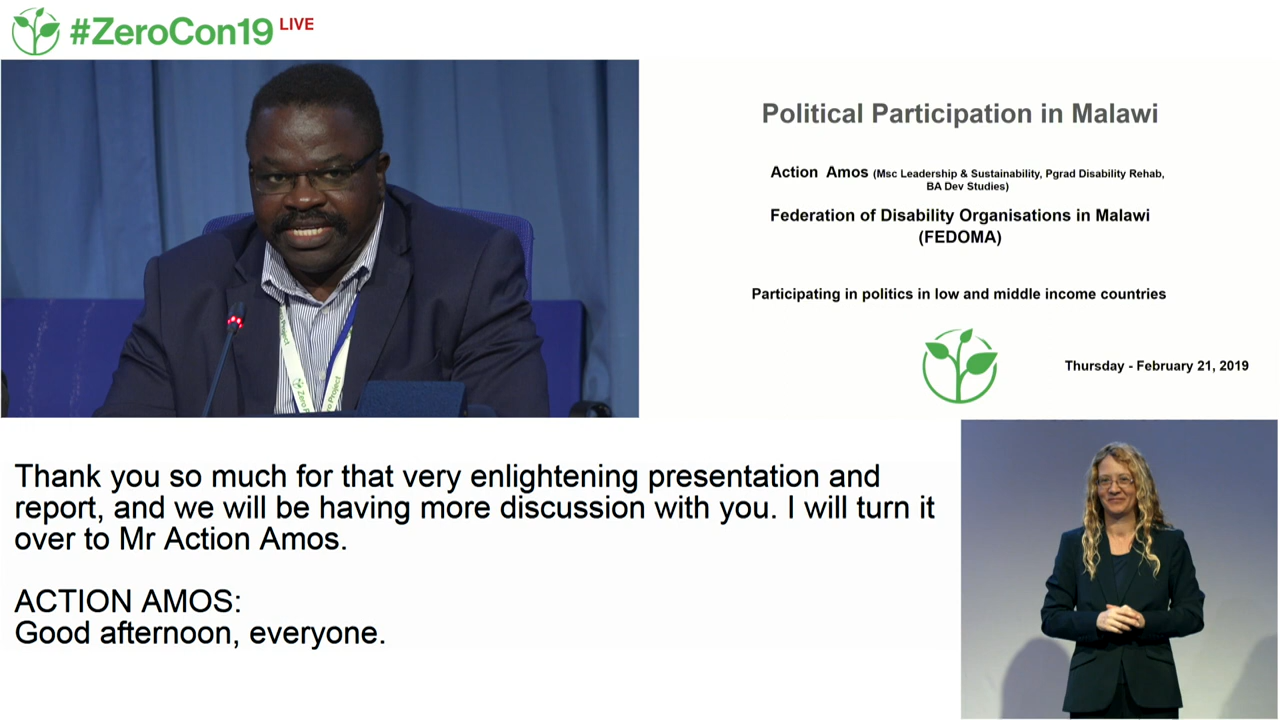 #ZeroCon19 LIVE
Political Participation in Malawi
Action Amos (Msc Leadership & Sustainability, Pgrad Disability Rehab,
BA Dev Studies)
Federation of Disability Organisations in Malawi
(FEDOMA)
Participating in politics in low and middle income countries
Thursday - February 21, 2019
Zero Project
Thank you so much for that very enlightening presentation and
report, and we will be having more discussion with you. I will turn it
over to Mr Action Amos.
ACTION AMOS:
Good afternoon, everyone.